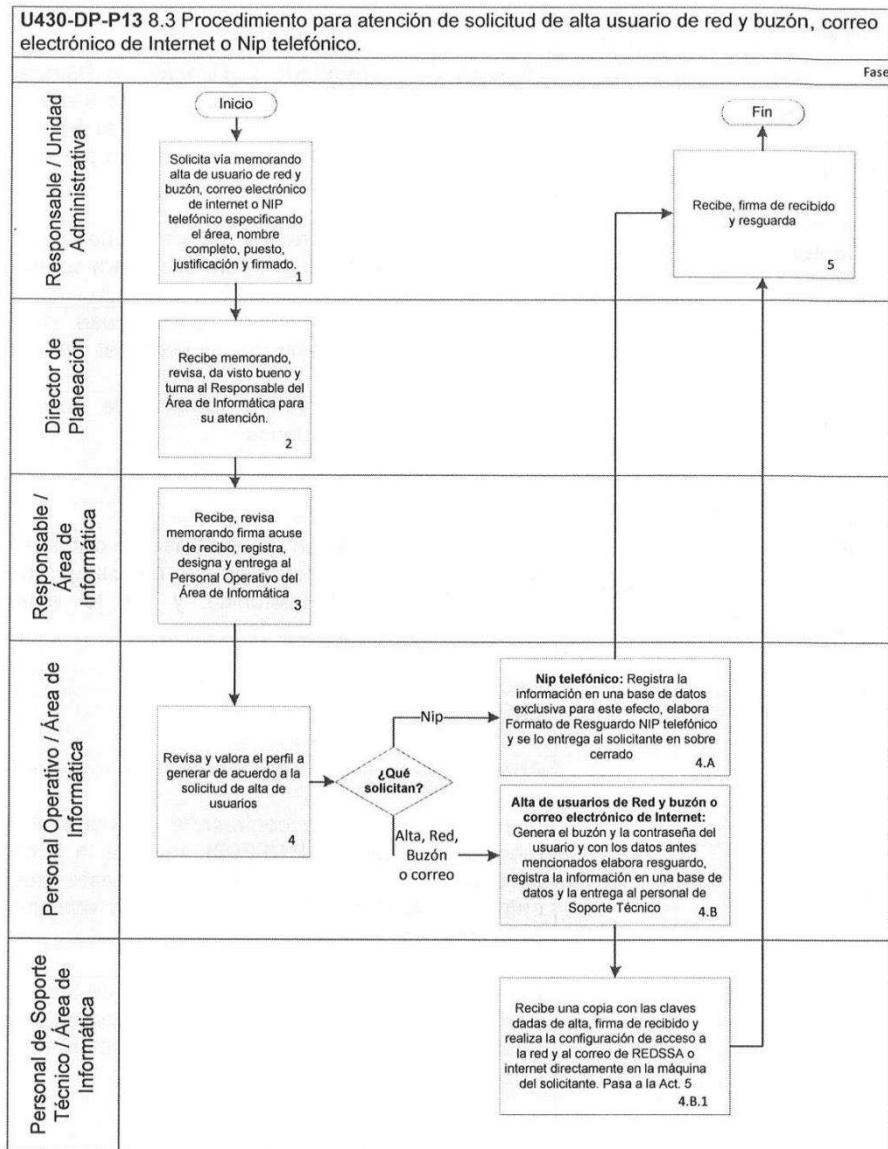 U430-DP-P13 8.3 Procedimiento para atención de solicitud de alta usuario de red y buzón, correo
electrónico de Internet o Nip telefónico.
Fase
Responsable / Unidad
Administrativa
Inicio
Solicita vía memorando
alta de usuario de red y
buzón, correo electrónico
de internet o NIP
telefónico especificando
el área, nombre
completo, puesto,
justificación y firmado.
1
Fin
Recibe, firma de recibido
y resguarda
5
Director de
Planeación
Recibe memorando,
revisa, da visto bueno y
turna al Responsable del
Área de Informática para
su atención.
2
Responsable /
Área de
Informática
Recibe, revisa
memorando firma acuse
de recibo, registra,
designa y entrega al
Personal Operativo del
Área de Informática
3
Personal Operativo / Área de
Informática
Revisa y valora el perfil a
generar de acuerdo a la
solicitud de alta de
usuarios
4
¿Qué
solicitan?
Nip
Nip telefónico: Registra la
información en una base de datos
exclusiva para este efecto, elabora
Formato de Resguardo NIP telefónico
y se lo entrega al solicitante en sobre
cerrado
4.A
Alta, Red,
Buzón
o correo
Alta de usuarios de Red y buzón o
correo electrónico de Internet:
Genera el buzón y la contraseña del
usuario y con los datos antes
mencionados elabora resguardo,
registra la información en una base de
datos y la entrega al personal de
Soporte Técnico
4.B
Personal de Soporte
Técnico / Área de
Informática
Recibe una copia con las claves
dadas de alta, firma de recibido y
realiza la configuración de acceso a
la red y al correo de REDSSA o
internet directamente en la máquina
del solicitante. Pasa a la Act. 5
4.B.1